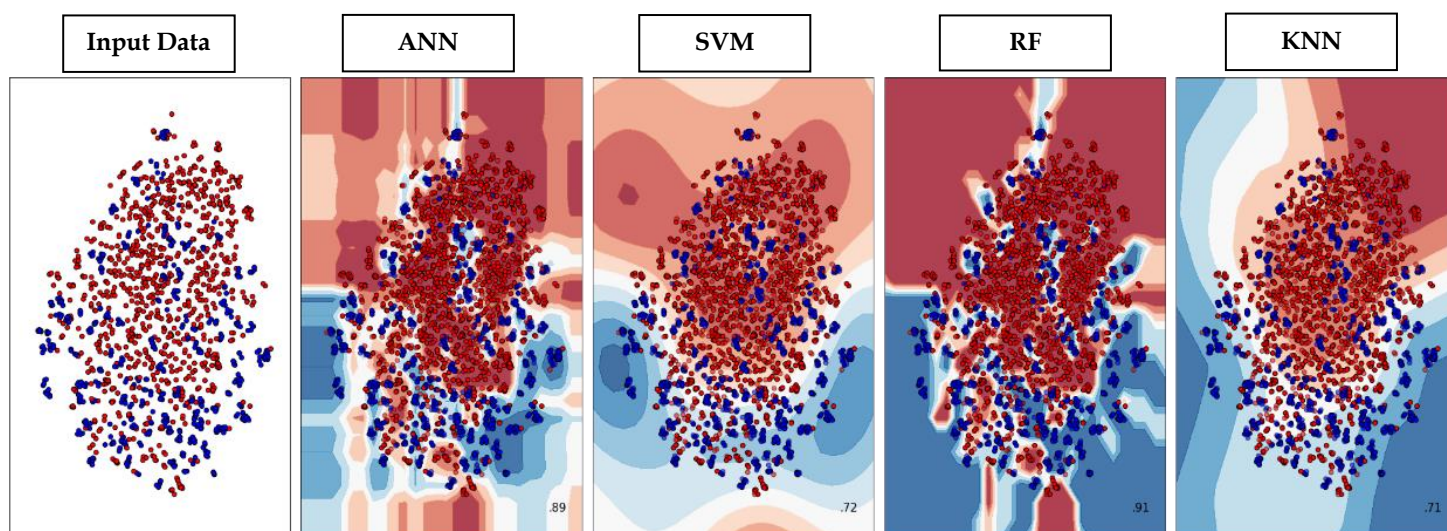 Input Data
ANN
SVM
RF
KNN
.89
.72
.91
.71